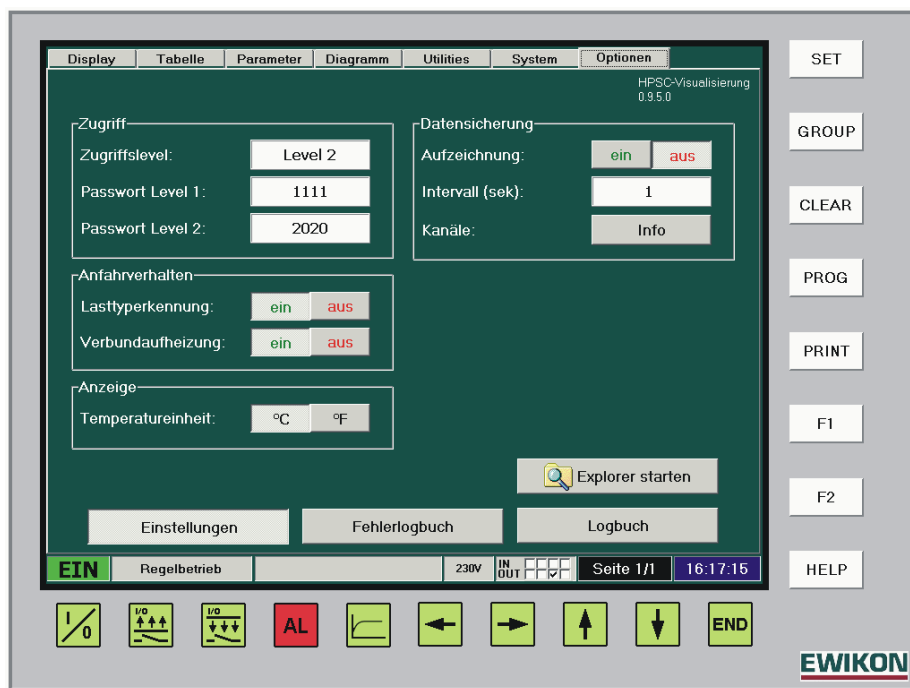 Display Tabelle Parameter Diagramm Utilities System Optionen
HPSC-Visualisierung
0.9.5.0
Zugriff
Zugriffslevel: Level 2
Passwort Level 1: 1111
Passwort Level 2: 2020
Anfahrverhalten
Lasttyperkennung: ein aus
Verbundaufheizung: ein aus
Anzeige
Temperatureinheit: °C °F
Datensicherung
Aufzeichnung: ein aus
Intervall (sek): 1
Kanäle: Info
Explorer starten
Einstellungen Fehlerlogbuch Logbuch
EIN Regelbetrieb 230V IN OUT Seite 1/1 16:17:15
SET
GROUP
CLEAR
PROG
PRINT
F1
F2
HELP
I/0 I/O I/O AL END
EWIKON